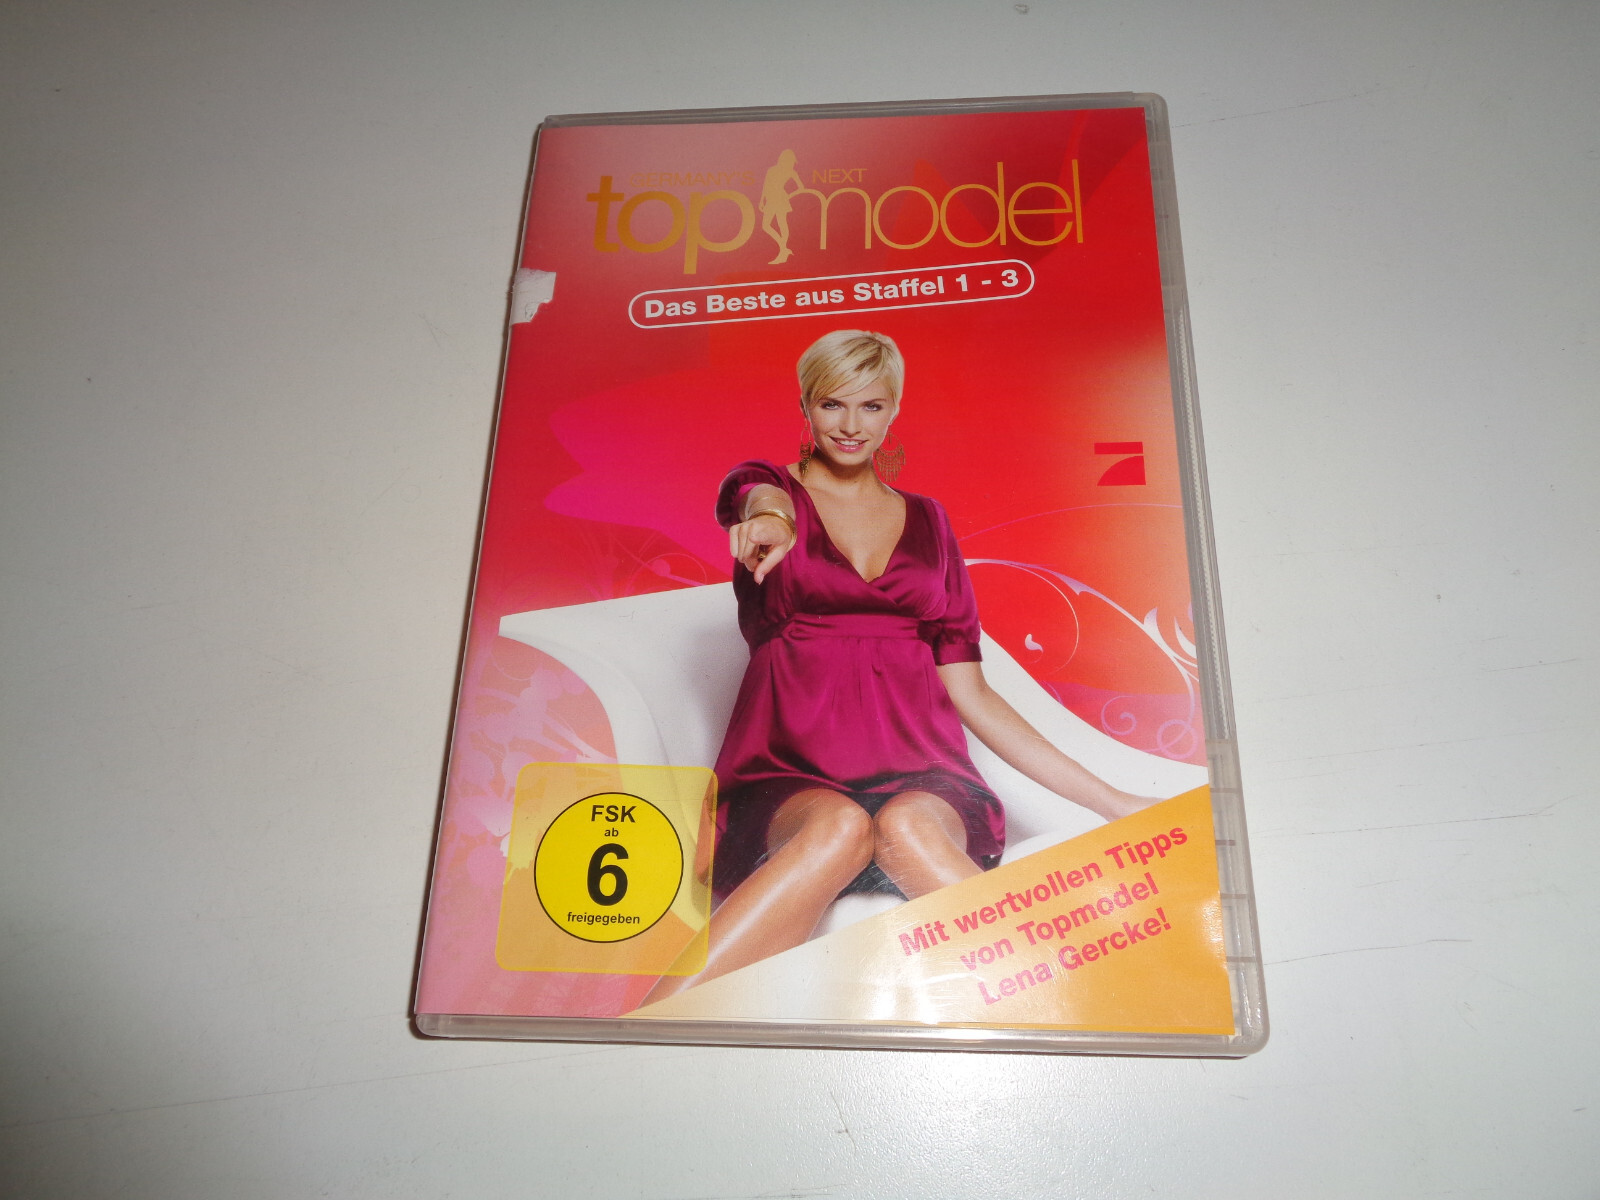 GERMANY'S NEXT
topmodel
Das Beste aus Staffel 1 - 3
7
FSK
ab
6
freigegeben
Mit wertvollen Tipps
von Topmodel
Lena Gercke!